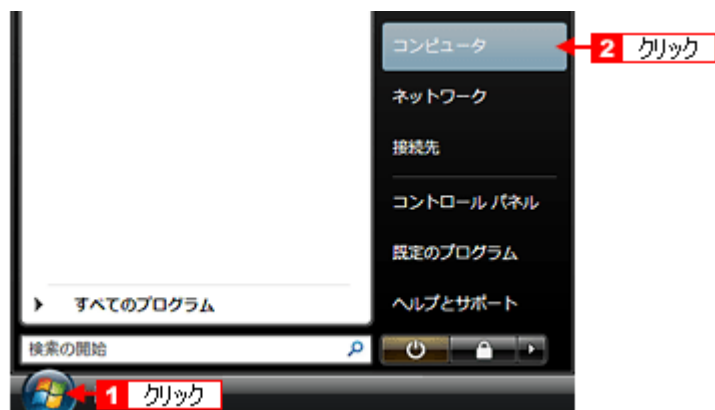 コンピュータ
2 クリック
ネットワーク
接続先
コントロール パネル
既定のプログラム
ヘルプとサポート
すべてのプログラム
検索の開始
1 クリック